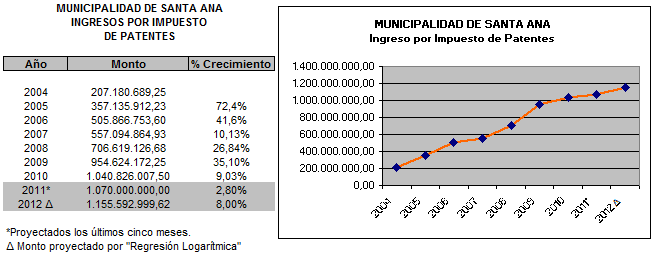 MUNICIPALIDAD DE SANTA ANA
INGRESOS POR IMPUESTO
DE PATENTES
Año Monto % Crecimiento
2004 207.180.689,25
2005 357.135.912,23 72,4%
2006 505.866.753,60 41,6%
2007 557.094.864,93 10,13%
2008 706.619.126,68 26,84%
2009 954.624.172,25 35,10%
2010 1.040.826.007,50 9,03%
2011* 1.070.000.000,00 2,80%
2012 Δ 1.155.592.999,62 8,00%
*Proyectados los últimos cinco meses.
Δ Monto proyectado por "Regresión Logarítmica"
MUNICIPALIDAD DE SANTA ANA
Ingreso por Impuesto de Patentes
1.400.000.000,00
1.200.000.000,00
1.000.000.000,00
800.000.000,00
600.000.000,00
400.000.000,00
200.000.000,00
0,00
2004
2005
2006
2007
2008
2009
2010
2011*
2012 Δ